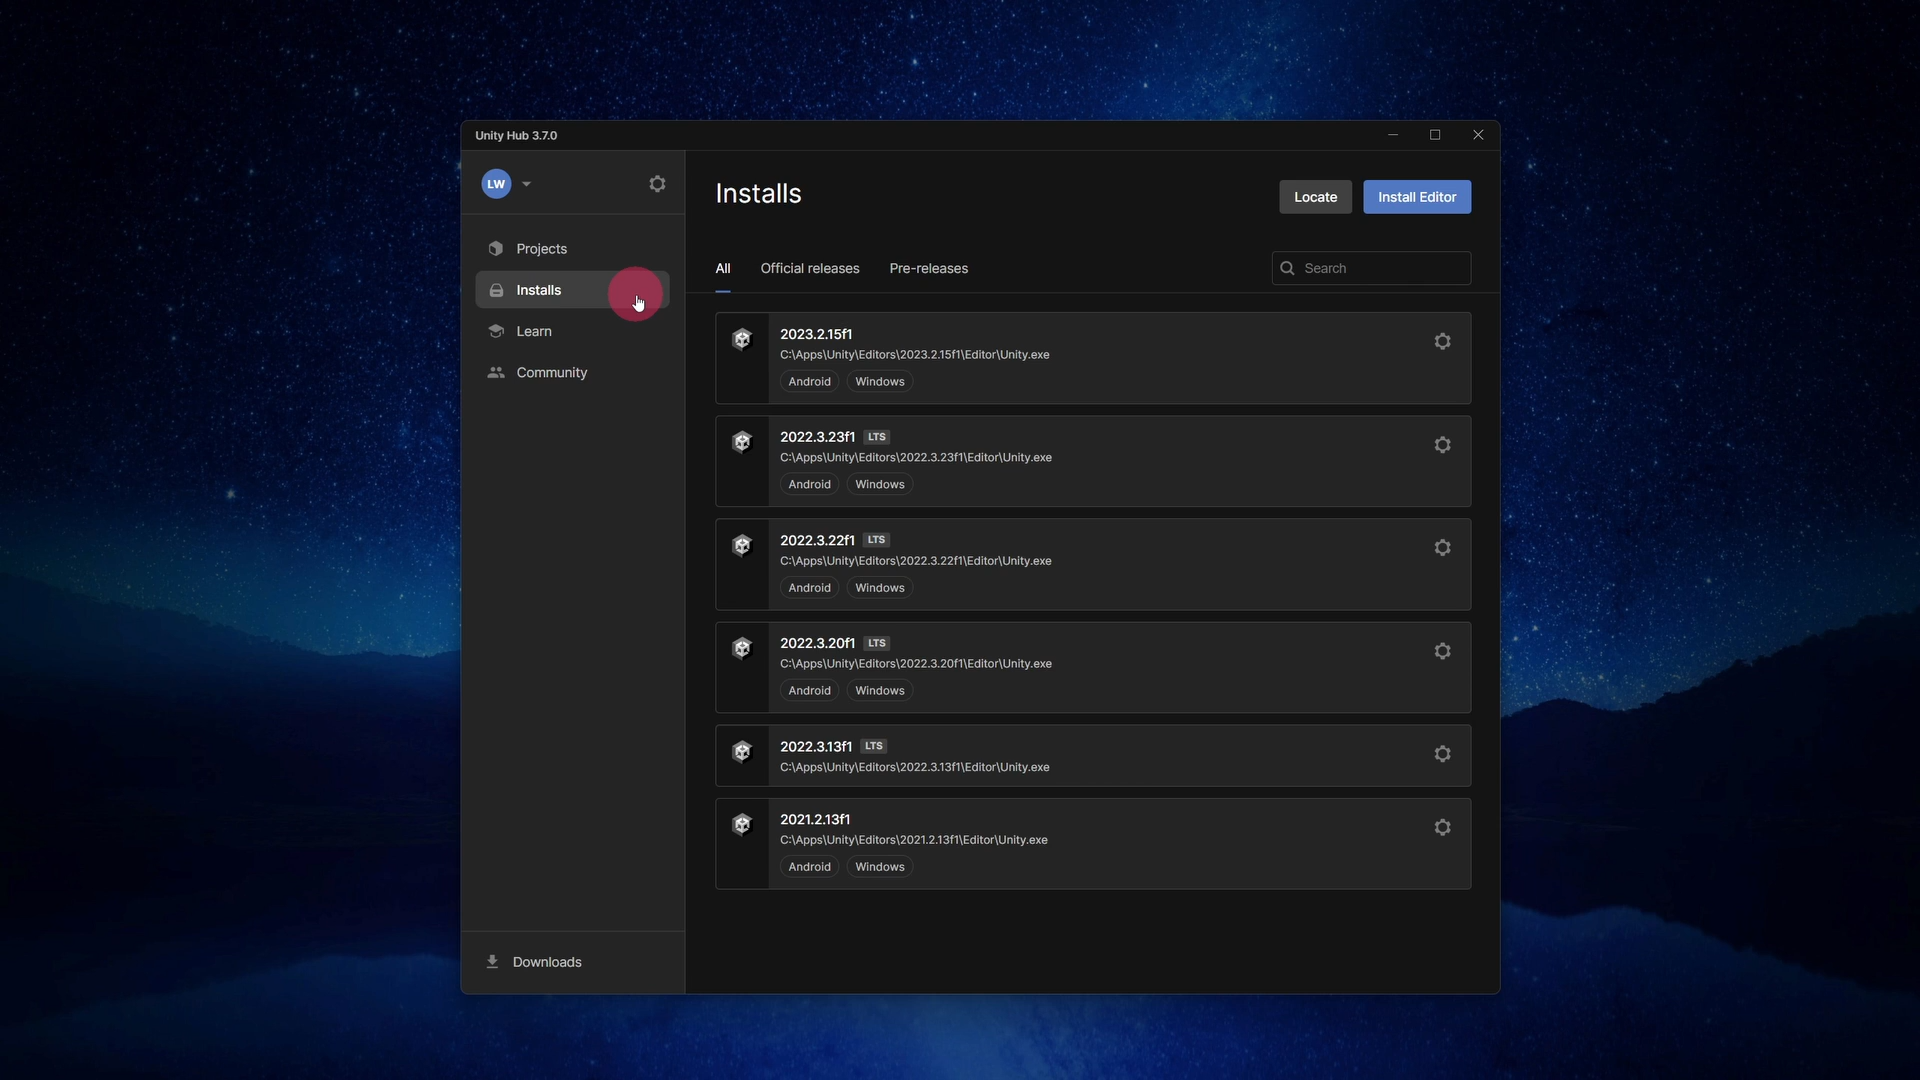 Unity Hub 3.7.0
LW
Projects
Installs
Learn
Community
Downloads
Installs
Locate
Install Editor
All
Official releases
Pre-releases
Search
2023.2.15f1
C:\Apps\Unity\Editors\2023.2.15f1\Editor\Unity.exe
Android Windows
2022.3.23f1 LTS
C:\Apps\Unity\Editors\2022.3.23f1\Editor\Unity.exe
Android Windows
2022.3.22f1 LTS
C:\Apps\Unity\Editors\2022.3.22f1\Editor\Unity.exe
Android Windows
2022.3.20f1 LTS
C:\Apps\Unity\Editors\2022.3.20f1\Editor\Unity.exe
Android Windows
2022.3.13f1 LTS
C:\Apps\Unity\Editors\2022.3.13f1\Editor\Unity.exe
2021.2.13f1
C:\Apps\Unity\Editors\2021.2.13f1\Editor\Unity.exe
Android Windows